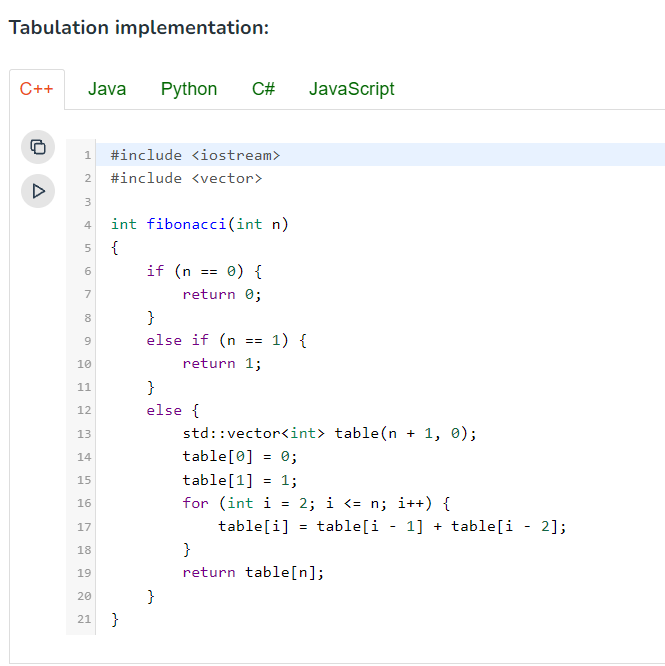 Tabulation implementation:
C++ Java Python C# JavaScript
1 #include <iostream>
2 #include <vector>
3
4 int fibonacci(int n)
5 {
6     if (n == 0) {
7         return 0;
8     }
9     else if (n == 1) {
10         return 1;
11     }
12     else {
13         std::vector<int> table(n + 1, 0);
14         table[0] = 0;
15         table[1] = 1;
16         for (int i = 2; i <= n; i++) {
17             table[i] = table[i - 1] + table[i - 2];
18         }
19         return table[n];
20     }
21 }